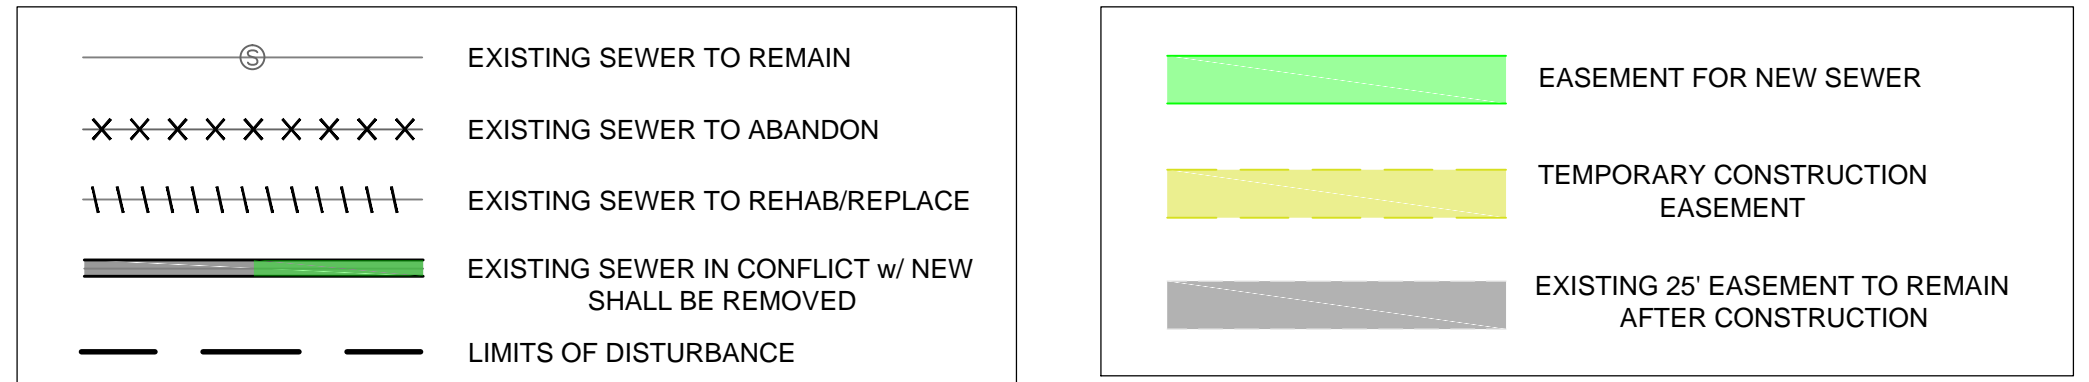 S
EXISTING SEWER TO REMAIN
EXISTING SEWER TO ABANDON
EXISTING SEWER TO REHAB/REPLACE
EXISTING SEWER IN CONFLICT w/ NEW
SHALL BE REMOVED
LIMITS OF DISTURBANCE
EASEMENT FOR NEW SEWER
TEMPORARY CONSTRUCTION
EASEMENT
EXISTING 25' EASEMENT TO REMAIN
AFTER CONSTRUCTION